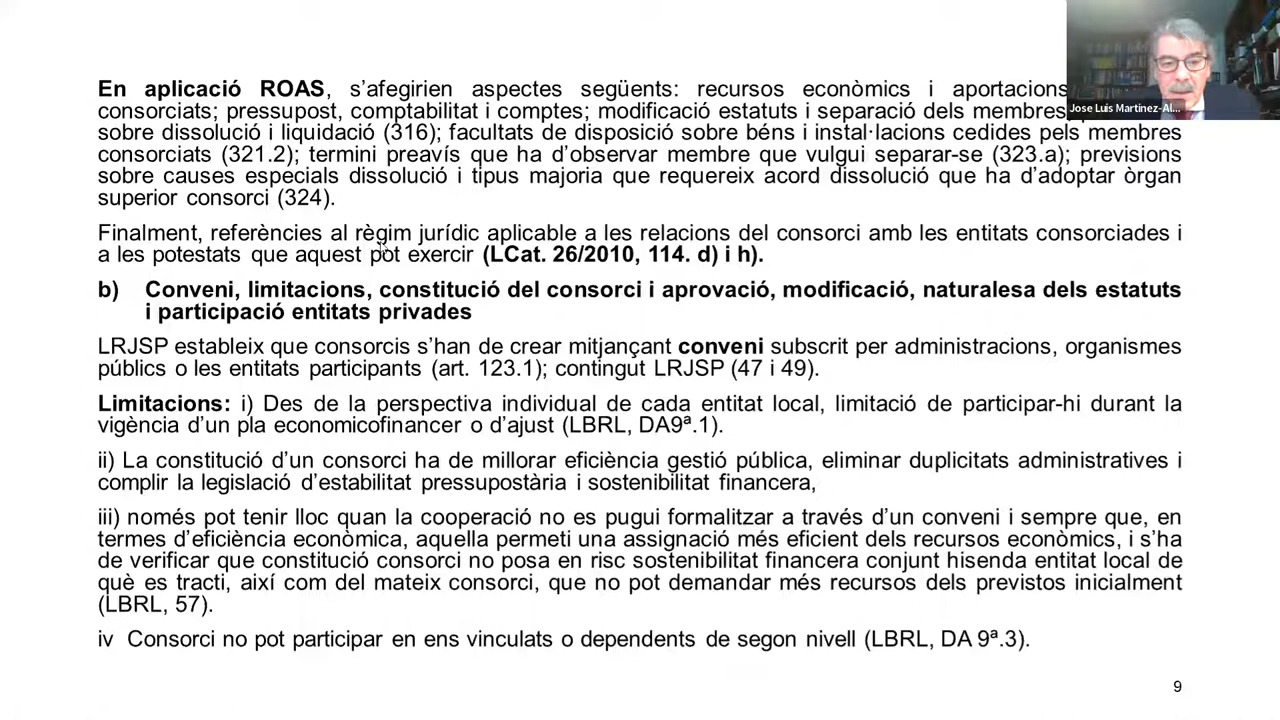 En aplicació ROAS, s’afegirien aspectes següents: recursos econòmics i aportacions
consorciats; pressupost, comptabilitat i comptes; modificació estatuts i separació dels membres,
Jose Luis Martinez-Al...
sobre dissolució i liquidació (316); facultats de disposició sobre béns i instal·lacions cedides pels membres
consorciats (321.2); termini preavís que ha d’observar membre que vulgui separar-se (323.a); previsions
sobre causes especials dissolució i tipus majoria que requereix acord dissolució que ha d’adoptar òrgan
superior consorci (324).
Finalment, referències al règim jurídic aplicable a les relacions del consorci amb les entitats consorciades i
a les potestats que aquest pot exercir (LCat. 26/2010, 114. d) i h).
b) Conveni, limitacions, constitució del consorci i aprovació, modificació, naturalesa dels estatuts
i participació entitats privades
LRJSP estableix que consorcis s’han de crear mitjançant conveni subscrit per administracions, organismes
públics o les entitats participants (art. 123.1); contingut LRJSP (47 i 49).
Limitacions: i) Des de la perspectiva individual de cada entitat local, limitació de participar-hi durant la
vigència d’un pla economicofinancer o d’ajust (LBRL, DA9ª.1).
ii) La constitució d’un consorci ha de millorar eficiència gestió pública, eliminar duplicitats administratives i
complir la legislació d’estabilitat pressupostària i sostenibilitat financera,
iii) només pot tenir lloc quan la cooperació no es pugui formalitzar a través d’un conveni i sempre que, en
termes d’eficiència econòmica, aquella permeti una assignació més eficient dels recursos econòmics, i s’ha
de verificar que constitució consorci no posa en risc sostenibilitat financera conjunt hisenda entitat local de
què es tracti, així com del mateix consorci, que no pot demandar més recursos dels previstos inicialment
(LBRL, 57).
iv Consorci no pot participar en ens vinculats o dependents de segon nivell (LBRL, DA 9ª.3).
9